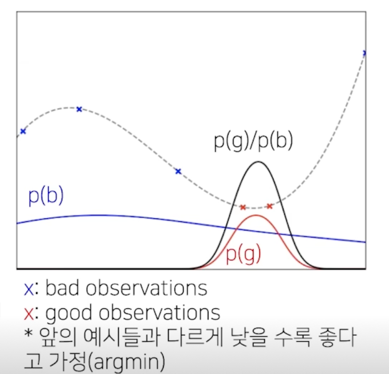 p(g)/p(b)
p(b)
p(g)
x: bad observations
x: good observations
* 앞의 예시들과 다르게 낮을 수록 좋다
고 가정(argmin)